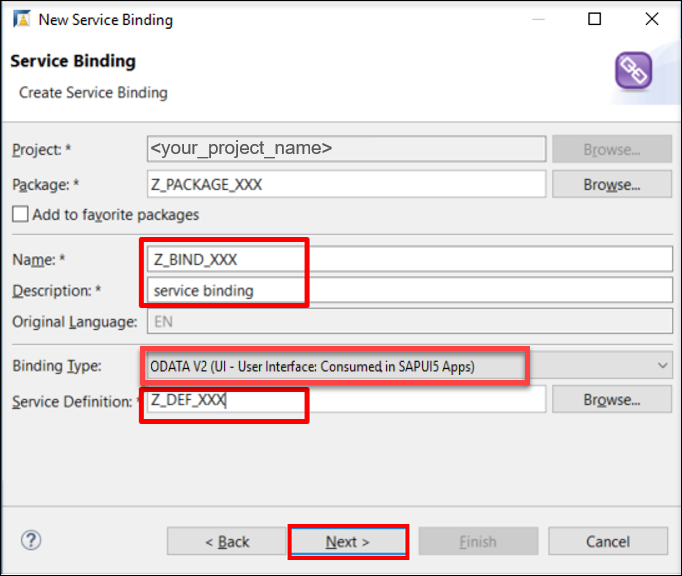 New Service Binding
Service Binding
Create Service Binding
Project: * <your_project_name> Browse...
Package: * Z_PACKAGE_XXX Browse...
Add to favorite packages
Name: * Z_BIND_XXX
Description: * service binding
Original Language: EN
Binding Type: ODATA V2 (UI - User Interface: Consumed in SAPUI5 Apps)
Service Definition: * Z_DEF_XXX Browse...
? < Back Next > Finish Cancel